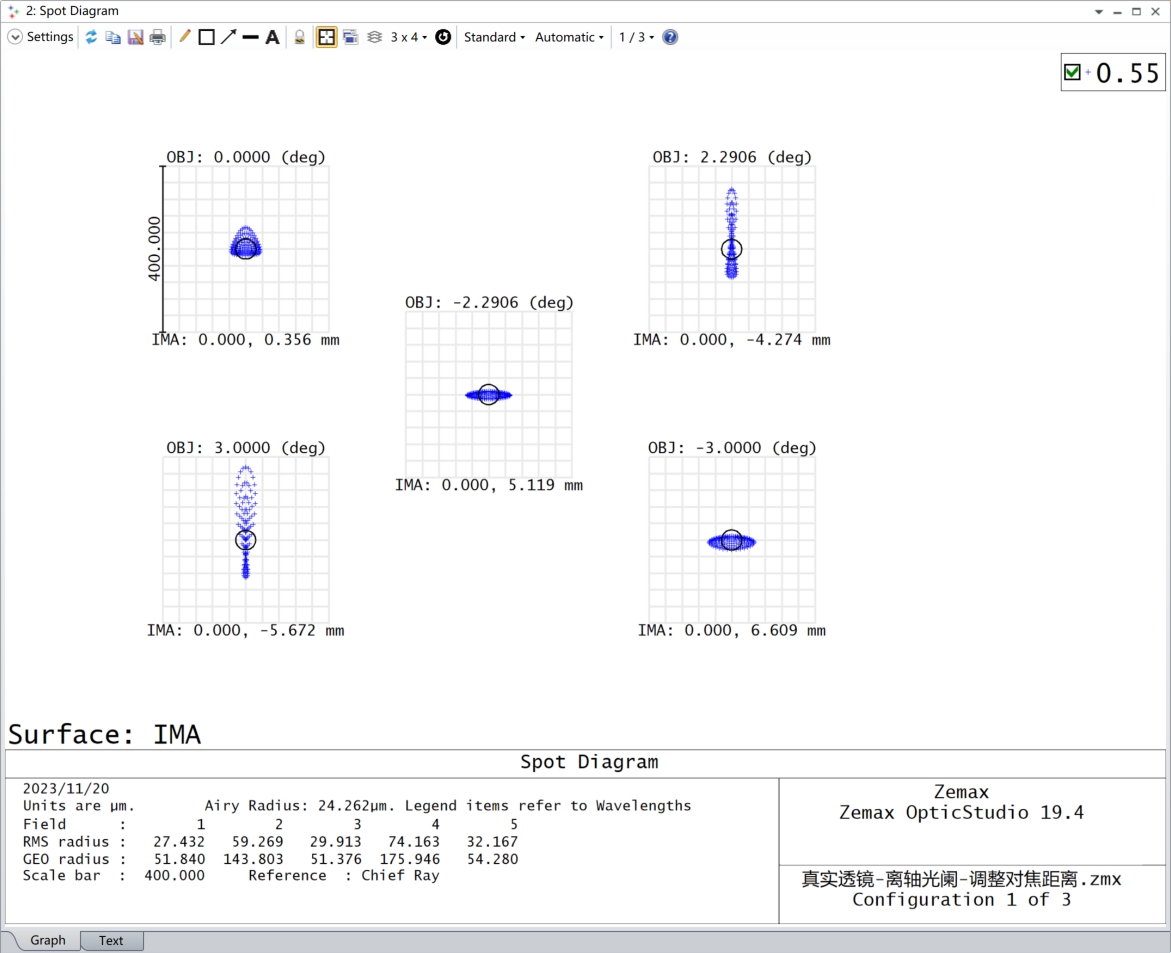 2: Spot Diagram
Settings
3 x 4
Standard
Automatic
1 / 3
0.55
OBJ: 0.0000 (deg)
400.000
IMA: 0.000, 0.356 mm
OBJ: 2.2906 (deg)
IMA: 0.000, -4.274 mm
OBJ: -2.2906 (deg)
IMA: 0.000, 5.119 mm
OBJ: 3.0000 (deg)
IMA: 0.000, -5.672 mm
OBJ: -3.0000 (deg)
IMA: 0.000, 6.609 mm
Surface: IMA
Spot Diagram
2023/11/20
Units are µm. Airy Radius: 24.262µm. Legend items refer to Wavelengths
Field : 1 2 3 4 5
RMS radius : 27.432 59.269 29.913 74.163 32.167
GEO radius : 51.840 143.803 51.376 175.946 54.280
Scale bar : 400.000 Reference : Chief Ray
Zemax
Zemax OpticStudio 19.4
真实透镜-离轴光阑-调整对焦距离.zmx
Configuration 1 of 3
Graph
Text